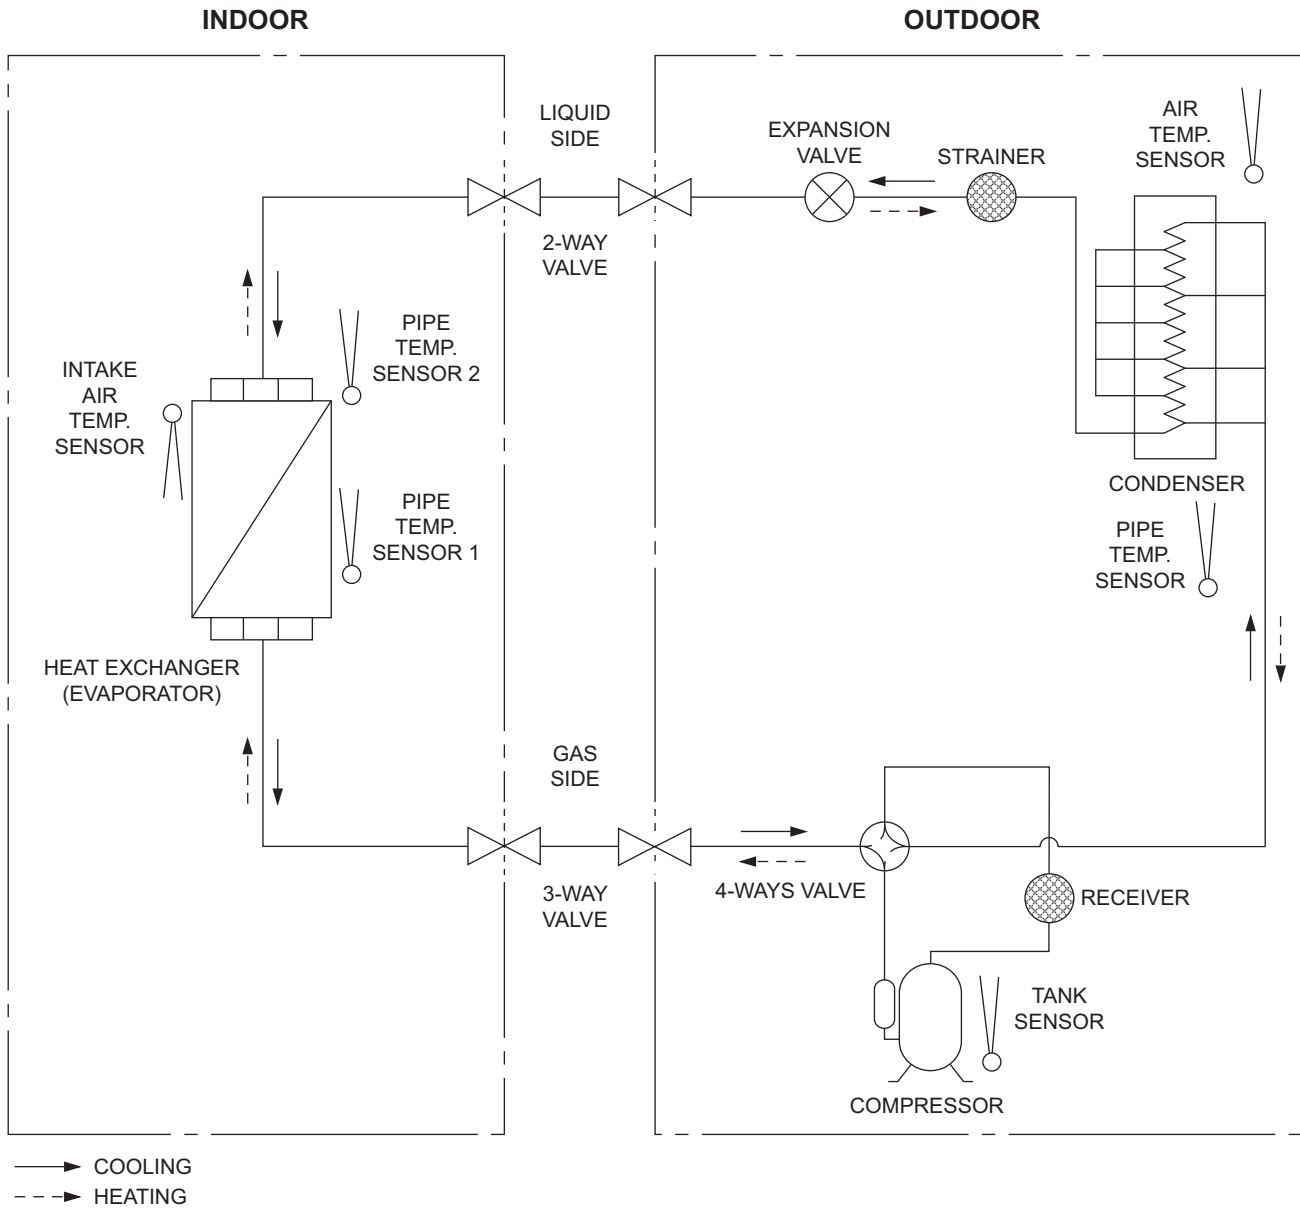 INDOOR
OUTDOOR
LIQUID
SIDE
EXPANSION
VALVE
STRAINER
AIR
TEMP.
SENSOR
2-WAY
VALVE
PIPE
TEMP.
SENSOR 2
INTAKE
AIR
TEMP.
SENSOR
PIPE
TEMP.
SENSOR 1
CONDENSER
PIPE
TEMP.
SENSOR
HEAT EXCHANGER
(EVAPORATOR)
GAS
SIDE
3-WAY
VALVE
4-WAYS VALVE
RECEIVER
TANK
SENSOR
COMPRESSOR
COOLING
HEATING